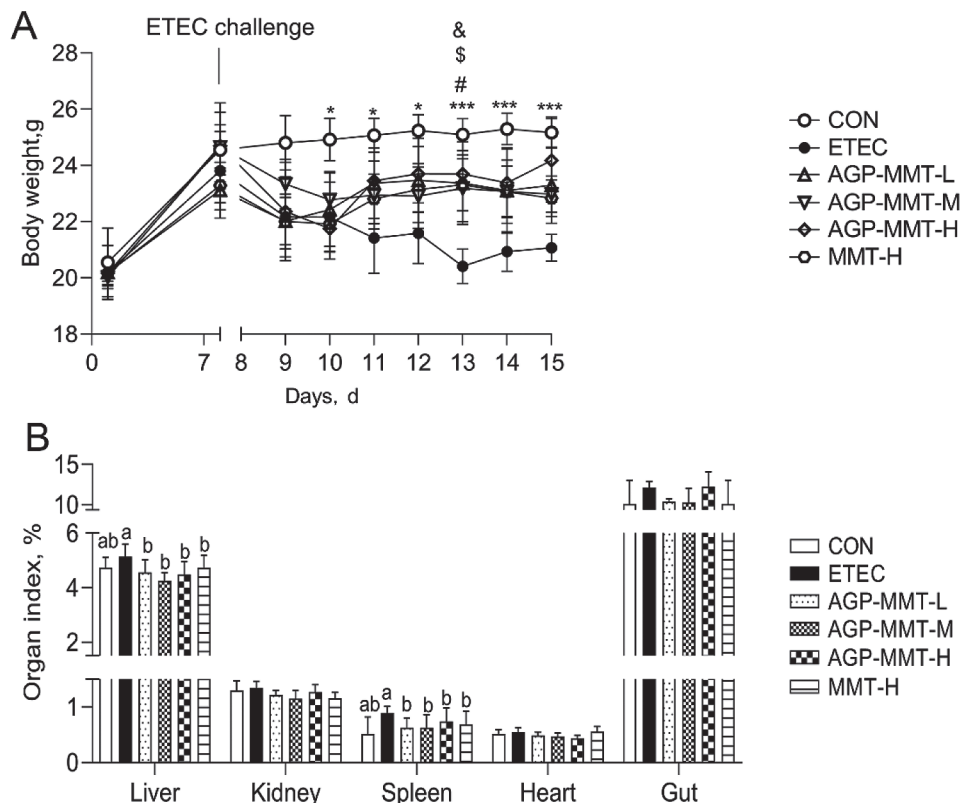 A
ETEC challenge
&
$
#
* * * *** *** ***
28
26
24
22
20
18
Body weight,g
0 7 8 9 10 11 12 13 14 15
Days, d
CON
ETEC
AGP-MMT-L
AGP-MMT-M
AGP-MMT-H
MMT-H
B
15
10
6
4
2
1
0
Organ index, %
ab a b b b b
ab a b b b b
Liver Kidney Spleen Heart Gut
CON
ETEC
AGP-MMT-L
AGP-MMT-M
AGP-MMT-H
MMT-H